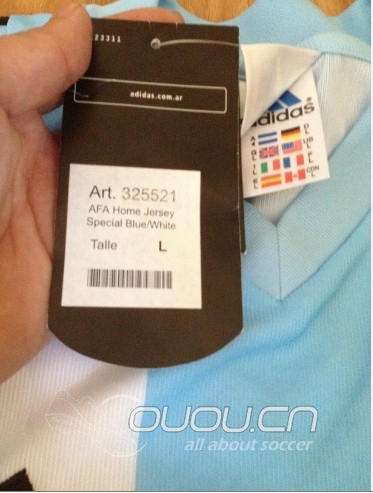 23311
adidas.com.ar
adidas
Art. 325521
AFA Home Jersey
Special Blue/White
Talle L
D L
UK L
OUOU.CN
all about soccer